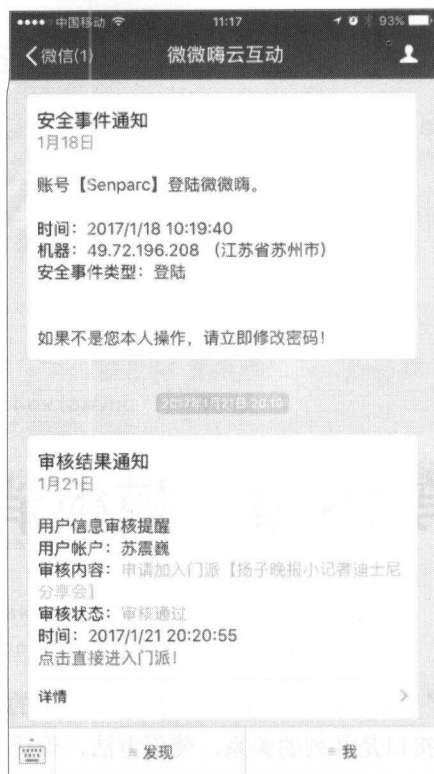 中国移动 11:17 93%
微信(1) 微微嗨云互动
安全事件通知
1月18日
账号【Senparc】登陆微微嗨。
时间：2017/1/18 10:19:40
机器：49.72.196.208 （江苏省苏州市）
安全事件类型：登陆
如果不是您本人操作，请立即修改密码！
审核结果通知
1月21日
用户信息审核提醒
用户帐户：苏震巍
审核内容：申请加入门派【扬子晚报小记者迪士尼
分享会】
审核状态：审核通过
时间：2017/1/21 20:20:55
点击直接进入门派！
详情
发现 我